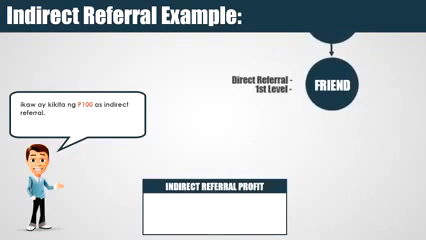 Indirect Referral Example:
Direct Referral -
1st Level -
FRIEND
ikaw ay kikita ng P100 as indirect
referral.
INDIRECT REFERRAL PROFIT